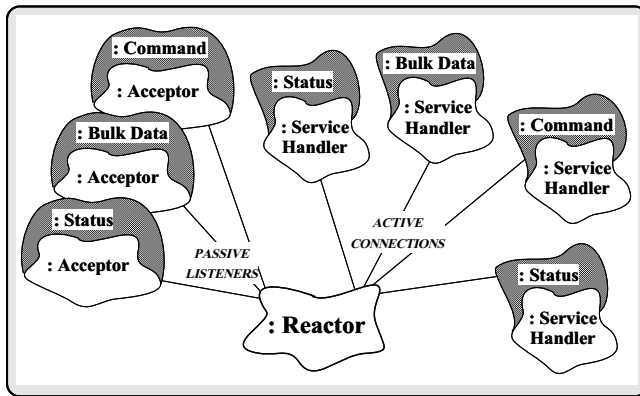 : Command
: Acceptor
: Bulk Data
: Acceptor
: Status
: Acceptor
: Status
: Service
Handler
: Bulk Data
: Service
Handler
: Command
: Service
Handler
: Status
: Service
Handler
PASSIVE
LISTENERS
ACTIVE
CONNECTIONS
: Reactor